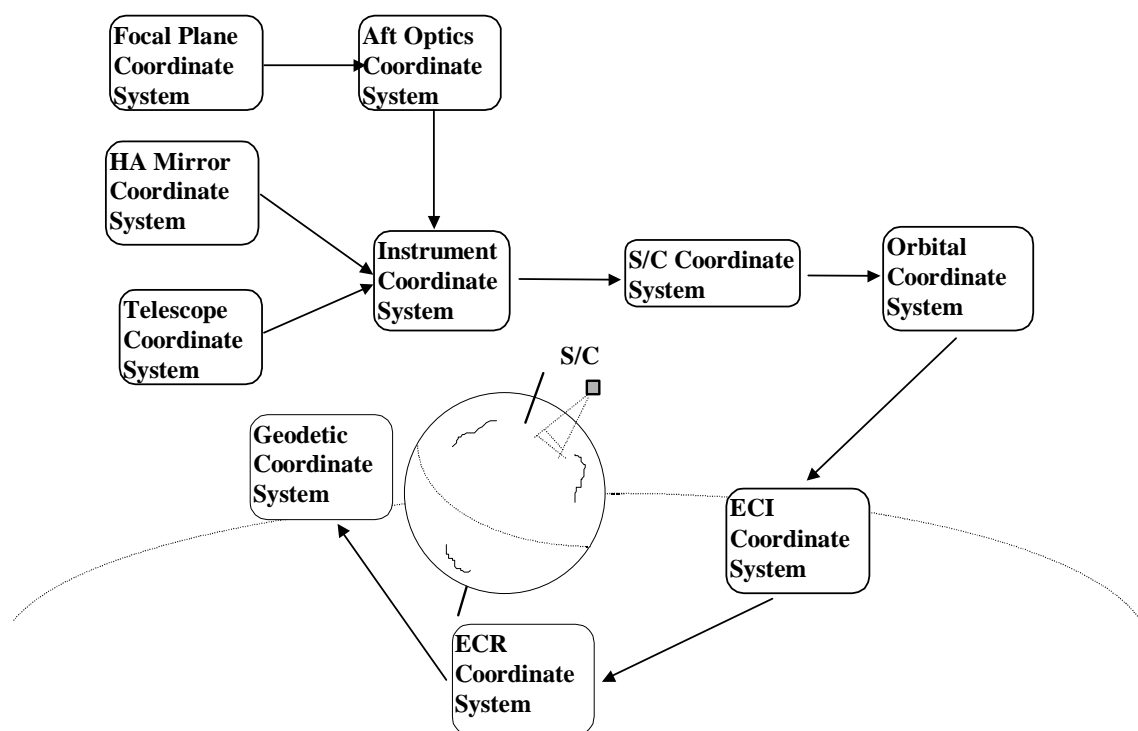 Focal Plane
Coordinate
System
Aft Optics
Coordinate
System
HA Mirror
Coordinate
System
Instrument
Coordinate
System
S/C Coordinate
System
Orbital
Coordinate
System
Telescope
Coordinate
System
S/C
Geodetic
Coordinate
System
ECI
Coordinate
System
ECR
Coordinate
System